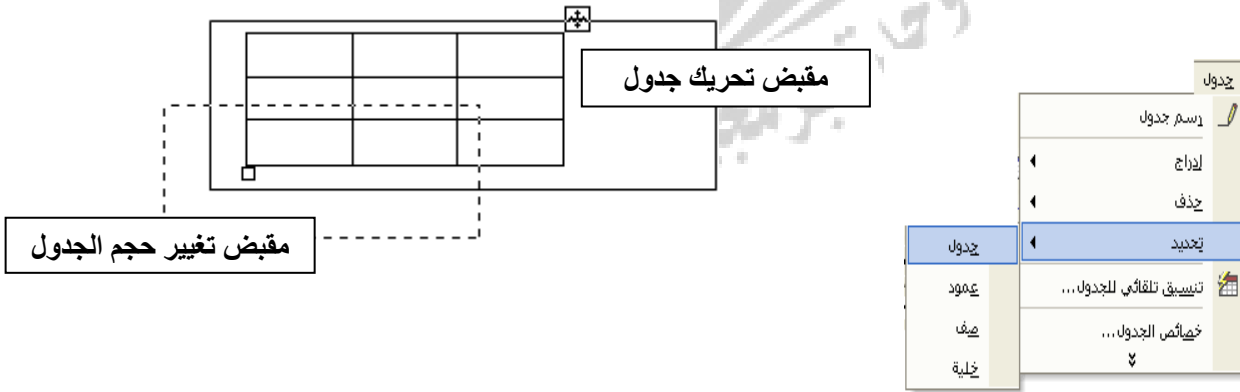 مقبض تحريك جدول
مقبض تغيير حجم الجدول
جدول
رسم جدول
إدراج
حذف
تحديد
تنسيق تلقائي للجدول...
خصائص الجدول...
جدول
عمود
صف
خلية